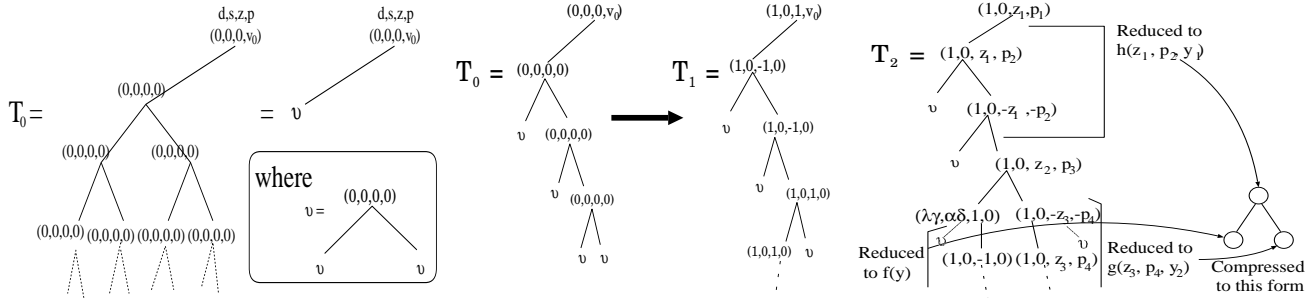 d,s,z,p
(0,0,0,v₀)
(0,0,0,0)
T₀=
(0,0,0,0)
(0,0,0,0)
(0,0,0,0)
(0,0,0,0)
(0,0,0,0)
(0,0,0,0)
d,s,z,p
(0,0,0,v₀)
= υ
where
(0,0,0,0)
υ=
υ
υ
(0,0,0,v₀)
T₀ =
(0,0,0,0)
υ
(0,0,0,0)
υ
(0,0,0,0)
υ
υ
(1,0,1,v₀)
T₁ =
(1,0,-1,0)
υ
(1,0,-1,0)
υ
(1,0,1,0)
(1,0,1,0)
υ
(1,0,z₁,p₁)
T₂ =
(1,0, z₁, p₂)
υ
(1,0,-z₁, -p₂)
υ
(1,0, z₂, p₃)
(λγ,αδ,1,0)
(1,0,-z₃,-p₄)
υ
υ
(1,0,-1,0)
(1,0, z₃, p₄)
Reduced to
h(z₁, p₂, y₁)
Reduced
to f(y)
Reduced to
g(z₃, p₄, y₂)
Compressed
to this form